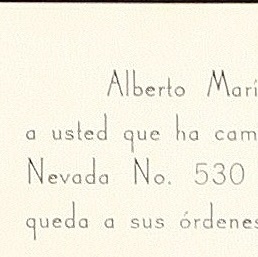 Alberto Marí
a usted que ha cam
Nevada No. 530
queda a sus órdenes